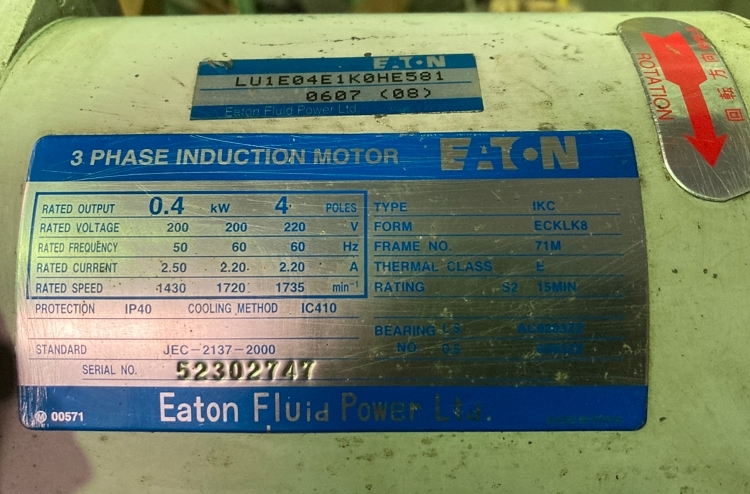 EATON
LU1E04E1K0HE581
0607 (08)
Eaton Fluid Power Ltd.
ROTATION
回転方向
3 PHASE INDUCTION MOTOR EATON
RATED OUTPUT 0.4 kW 4 POLES TYPE IKC
RATED VOLTAGE 200 200 220 V FORM ECKLK8
RATED FREQUENCY 50 60 60 Hz FRAME NO. 71M
RATED CURRENT 2.50 2.20 2.20 A THERMAL CLASS E
RATED SPEED 1430 1720 1735 min⁻¹ RATING S2 15MIN
PROTECTION IP40 COOLING METHOD IC410
BEARING L.S
STANDARD JEC-2137-2000 NO. O.S
SERIAL NO. 52302747
M 00571 Eaton Fluid Power Ltd.